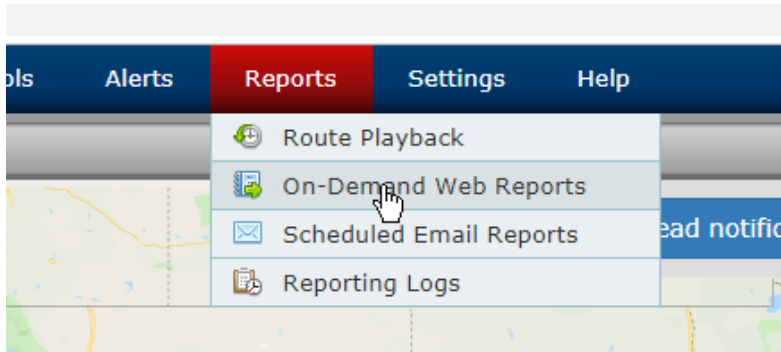 Alerts Reports Settings Help
Route Playback
On-Demand Web Reports
Scheduled Email Reports
Reporting Logs